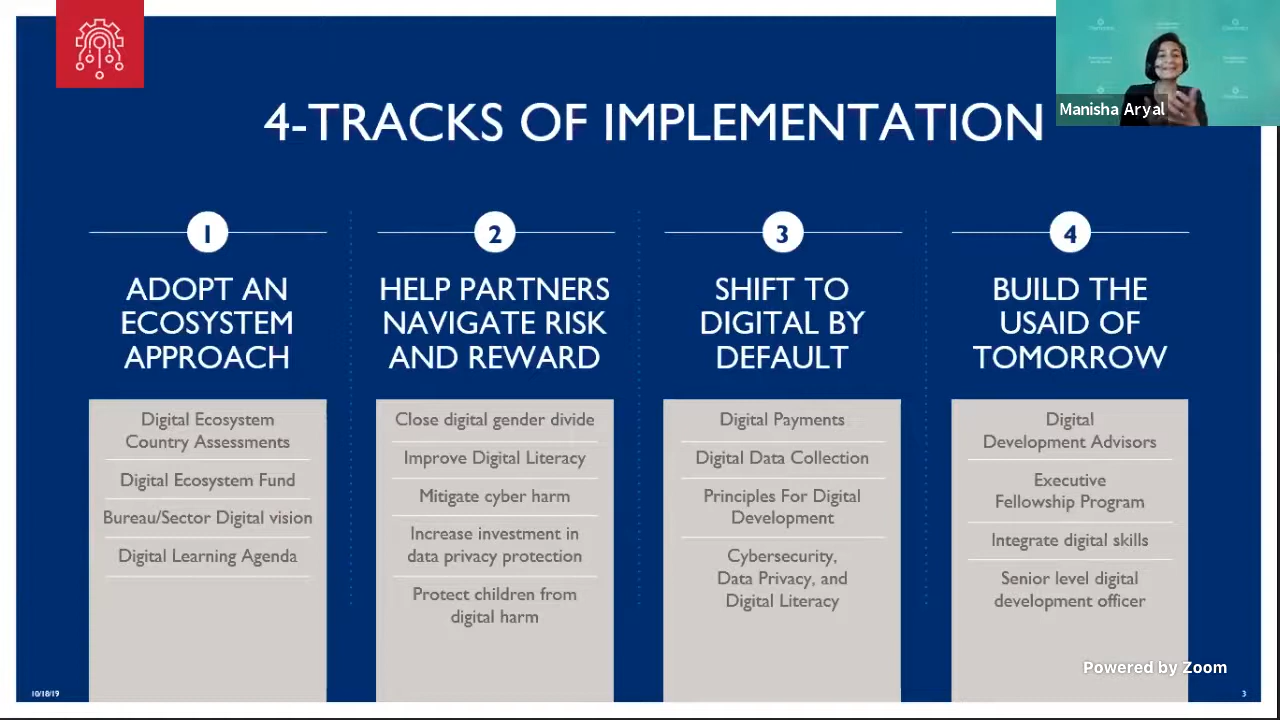 Manisha Aryal
4-TRACKS OF IMPLEMENTATION
1
ADOPT AN
ECOSYSTEM
APPROACH
Digital Ecosystem
Country Assessments
Digital Ecosystem Fund
Bureau/Sector Digital vision
Digital Learning Agenda
2
HELP PARTNERS
NAVIGATE RISK
AND REWARD
Close digital gender divide
Improve Digital Literacy
Mitigate cyber harm
Increase investment in
data privacy protection
Protect children from
digital harm
3
SHIFT TO
DIGITAL BY
DEFAULT
Digital Payments
Digital Data Collection
Principles For Digital
Development
Cybersecurity,
Data Privacy, and
Digital Literacy
4
BUILD THE
USAID OF
TOMORROW
Digital
Development Advisors
Executive
Fellowship Program
Integrate digital skills
Senior level digital
development officer
Powered by Zoom
10/18/19
3